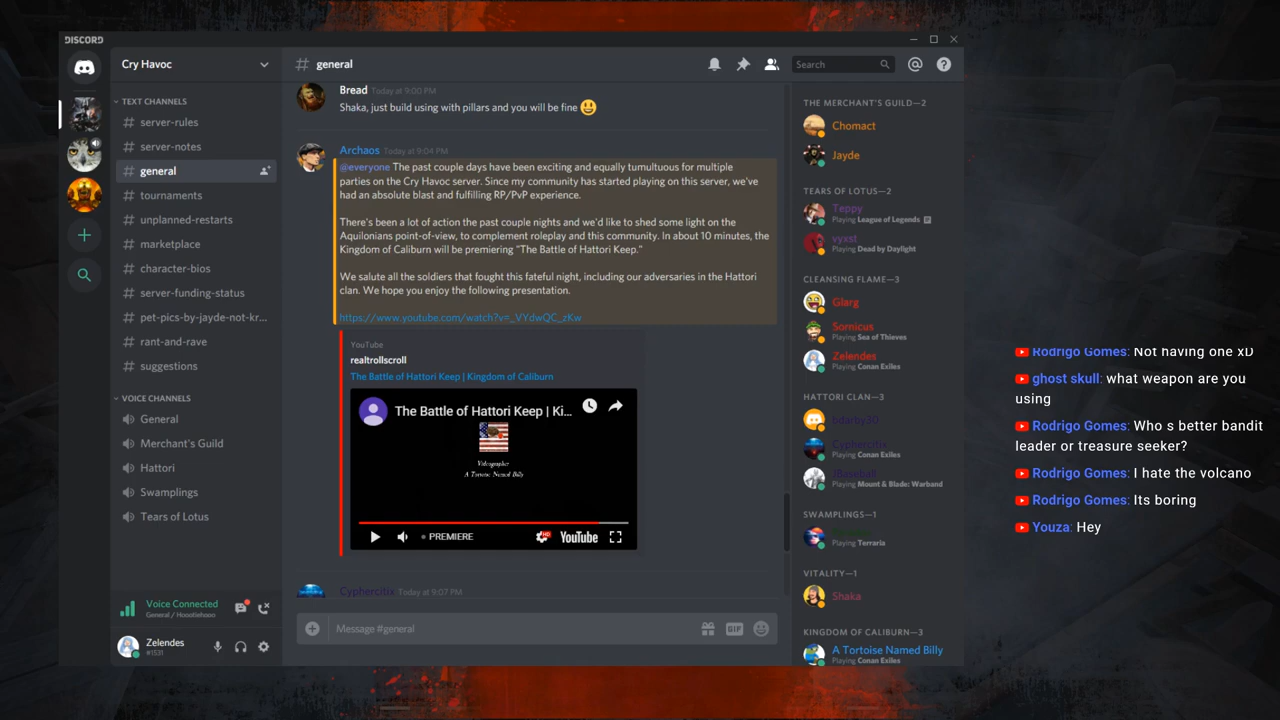 DISCORD
Cry Havoc
TEXT CHANNELS
# server-rules
# server-notes
# general
# tournaments
# unplanned-restarts
# marketplace
# character-bios
# server-funding-status
# pet-pics-by-jayde-not-kr...
# rant-and-rave
# suggestions
VOICE CHANNELS
General
Merchant's Guild
Hattori
Swamplings
Tears of Lotus
Voice Connected
General / Hooatiehooo
Zelendes
#1531
# general
Search
Bread Today at 9:00 PM
Shaka, just build using with pillars and you will be fine
Archaos Today at 9:04 PM
@everyone The past couple days have been exciting and equally tumultuous for multiple
parties on the Cry Havoc server. Since my community has started playing on this server, we've
had an absolute blast and fulfilling RP/PvP experience.
There's been a lot of action the past couple nights and we'd like to shed some light on the
Aquilonians point-of-view, to complement roleplay and this community. In about 10 minutes, the
Kingdom of Caliburn will be premiering "The Battle of Hattori Keep."
We salute all the soldiers that fought this fateful night, including our adversaries in the Hattori
clan. We hope you enjoy the following presentation.
https://www.youtube.com/watch?v=_VYdwQC_zKw
YouTube
realtrollscroll
The Battle of Hattori Keep | Kingdom of Caliburn
The Battle of Hattori Keep | Ki...
Videographer
A Tortoise Named Billy
• PREMIERE
HD
YouTube
Cyphercitix Today at 9:07 PM
Message #general
GIF
THE MERCHANT'S GUILD—2
Chomact
Jayde
TEARS OF LOTUS—2
Teppy
Playing League of Legends
vyxst
Playing Dead by Daylight
CLEANSING FLAME—3
Glarg
Sornicus
Playing Sea of Thieves
Zelendes
Playing Conan Exiles
HATTORI CLAN—3
bdarby30
Cyphercitix
Playing Conan Exiles
JBaseball
Playing Mount & Blade: Warband
SWAMPLINGS—1
Playing Terraria
VITALITY—1
Shaka
KINGDOM OF CALIBURN—3
A Tortoise Named Billy
Playing Conan Exiles
Rodrigo Gomes: Not having one xD
ghost skull: what weapon are you
using
Rodrigo Gomes: Who s better bandit
leader or treasure seeker?
Rodrigo Gomes: I hate the volcano
Rodrigo Gomes: Its boring
Youza: Hey